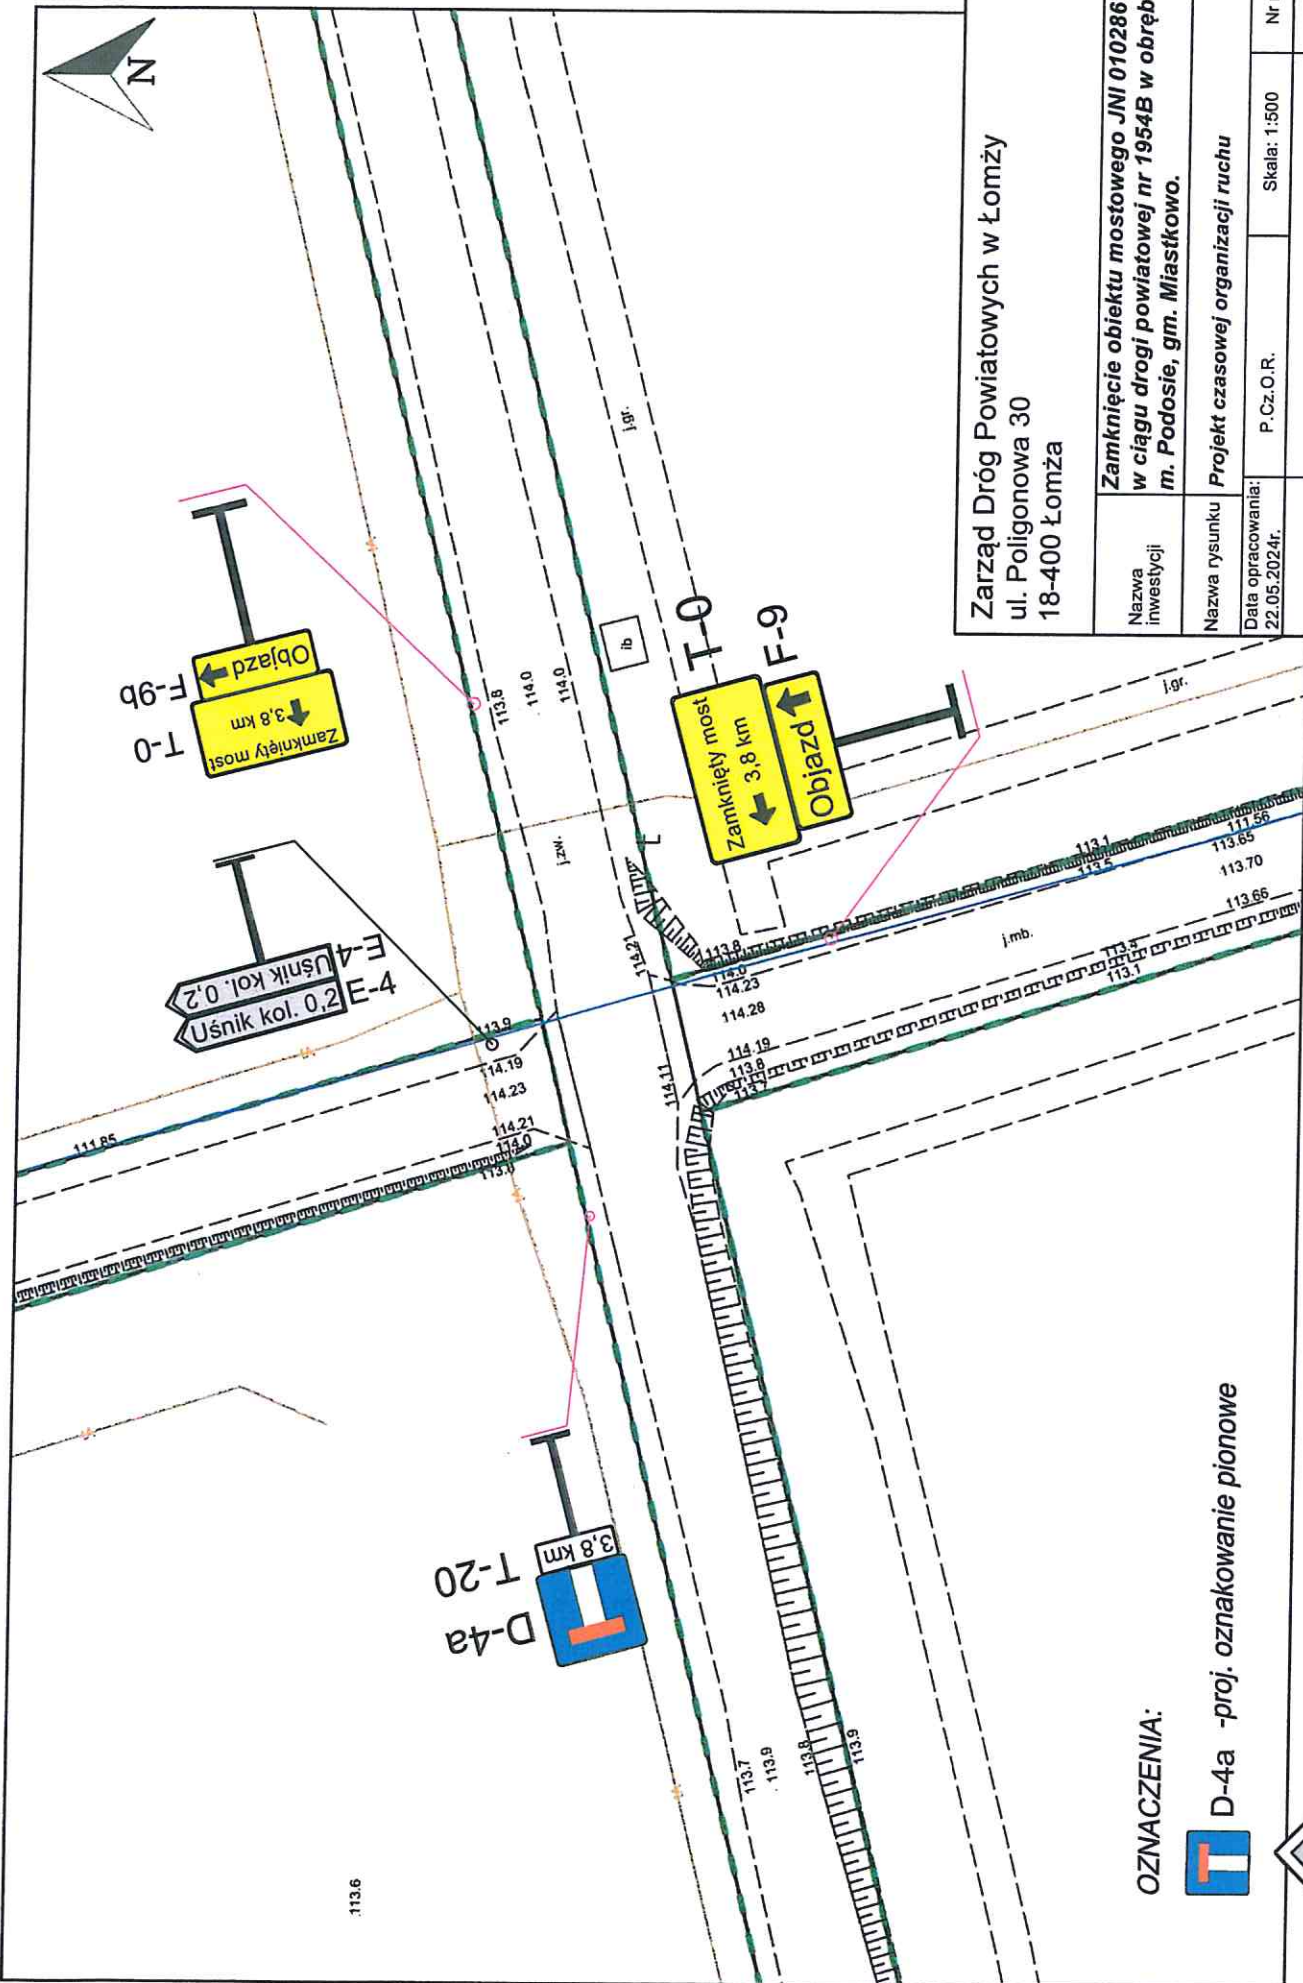 N
F-9b
T-0
Objazd
Zamknięty most
3,8 km
E-4
E-4
Uśnik kol. 0,2
Uśnik kol. 0,2
T-0
F-9
Zamknięty most
3,8 km
Objazd
D-4a
T-20
3,8 km
113.6
114.0
114.0
ib
j.gr.
j.zw.
L
114.21
113.8
114.0
114.23
114.28
113.9
114.19
114.23
114.21
114.0
113.8
111.85
114.11
114.19
113.8
113.7
j.mb.
113.1
113.5
111.56
113.65
113.70
113.66
113.4
113.1
j.gr.
113.7
113.9
113.8
113.9
113.6
OZNACZENIA:
D-4a -proj. oznakowanie pionowe
Zarząd Dróg Powiatowych w Łomży
ul. Poligonowa 30
18-400 Łomża
Nazwa
inwestycji
Zamknięcie obiektu mostowego JNI 010286
w ciągu drogi powiatowej nr 1954B w obręb
m. Podosie, gm. Miastkowo.
Nazwa rysunku
Projekt czasowej organizacji ruchu
Data opracowania:
22.05.2024r.
P.Cz.O.R.
Skala: 1:500
Nr